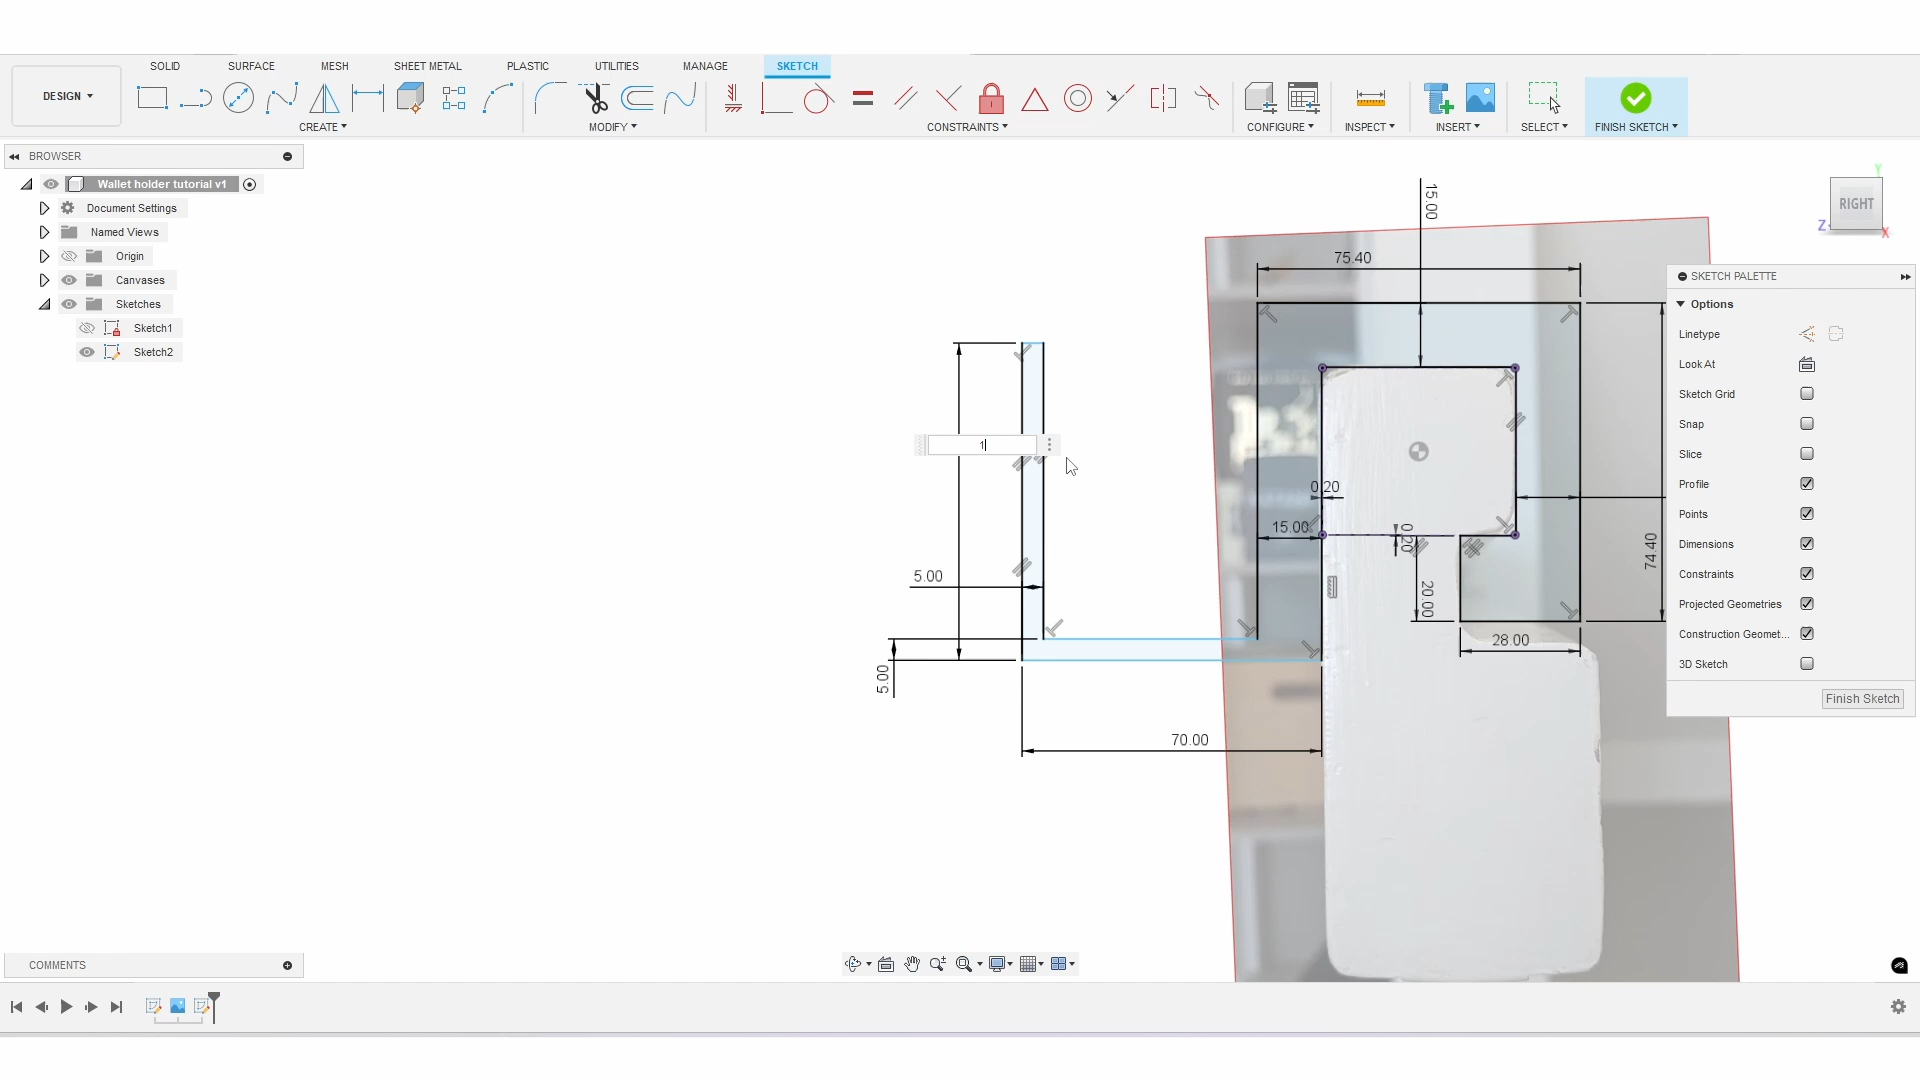 SOLID SURFACE MESH SHEET METAL PLASTIC UTILITIES MANAGE SKETCH
DESIGN
CREATE MODIFY CONSTRAINTS CONFIGURE INSPECT INSERT SELECT FINISH SKETCH
BROWSER
Wallet holder tutorial v1
Document Settings
Named Views
Origin
Canvases
Sketches
Sketch1
Sketch2
15.00
75.40
1
0.20
15.00
0.20
5.00
20.00
74.40
28.00
5.00
70.00
Y
RIGHT
Z
X
SKETCH PALETTE
Options
Linetype
Look At
Sketch Grid
Snap
Slice
Profile
Points
Dimensions
Constraints
Projected Geometries
Construction Geomet...
3D Sketch
Finish Sketch
COMMENTS